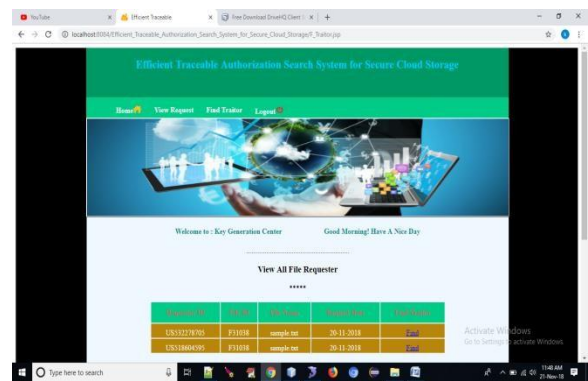 YouTube
Efficient Traceable
Free Download DriveHQ Client
localhost:8084/Efficient_Traceable_Authorization_Search_System_for_Secure_Cloud_Storage/F_Traitor.jsp
Efficient Traceable Authorization Search System for Secure Cloud Storage
Home View Request Find Traitor Logout
Welcome to : Key Generation Center Good Morning! Have A Nice Day
View All File Requester
*****
US532278705 F31038 sample.txt 20-11-2018 Find
US518604595 F31038 sample.txt 20-11-2018 Find
Activate Windows
Go to Settings to activate Windows.
Type here to search
11:48 AM
21-Nov-18